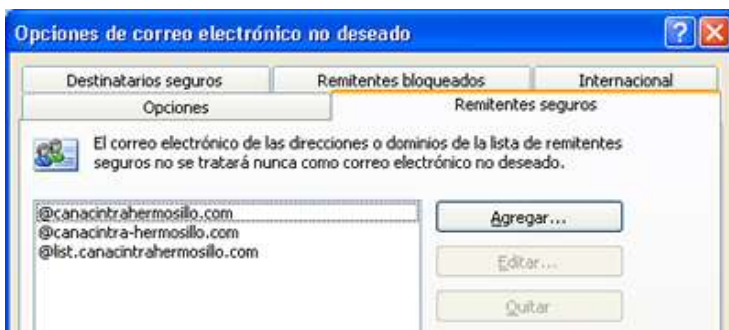 Opciones de correo electrónico no deseado
Destinatarios seguros
Remitentes bloqueados
Internacional
Opciones
Remitentes seguros
El correo electrónico de las direcciones o dominios de la lista de remitentes
seguros no se tratará nunca como correo electrónico no deseado.
@canacintrahermosillo.com
@canacintra-hermosillo.com
@list.canacintrahermosillo.com
Agregar...
Editar...
Quitar